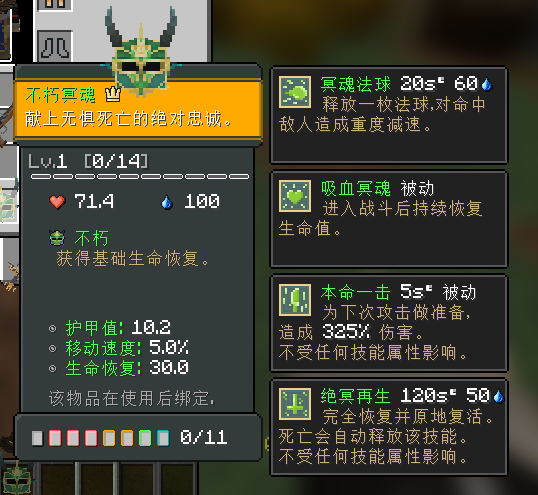 不朽冥魂
献上无惧死亡的绝对忠诚。
Lv.1 [0/14]
71.4 100
不朽
获得基础生命恢复。
护甲值: 10.2
移动速度: 5.0%
生命恢复: 30.0
该物品在使用后绑定.
0/11
冥魂法球 20s 60
释放一枚法球,对命中
敌人造成重度减速。
吸血冥魂 被动
进入战斗后持续恢复
生命值。
本命一击 5s 被动
为下次攻击做准备,
造成 325% 伤害。
不受任何技能属性影响。
绝冥再生 120s 50
完全恢复并原地复活。
死亡会自动释放该技能。
不受任何技能属性影响。